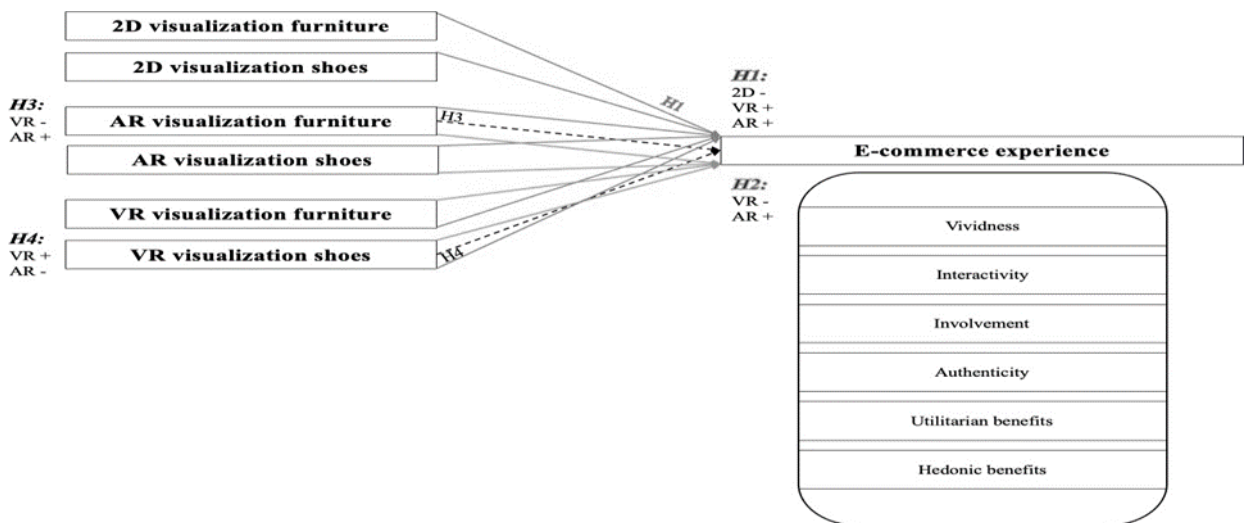 2D visualization furniture
2D visualization shoes
H3:
VR -
AR +
AR visualization furniture
H3
H1
H1:
2D -
VR +
AR +
AR visualization shoes
E-commerce experience
H2:
VR -
AR +
VR visualization furniture
H4:
VR +
AR -
VR visualization shoes
H4
Vividness
Interactivity
Involvement
Authenticity
Utilitarian benefits
Hedonic benefits